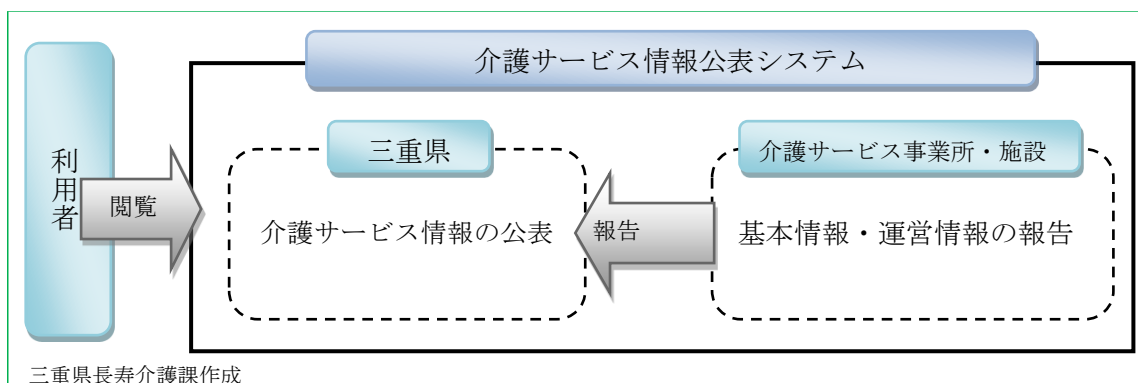 介護サービス情報公表システム
利用者
閲覧
三重県
介護サービス情報の公表
報告
介護サービス事業所・施設
基本情報・運営情報の報告
三重県長寿介護課作成